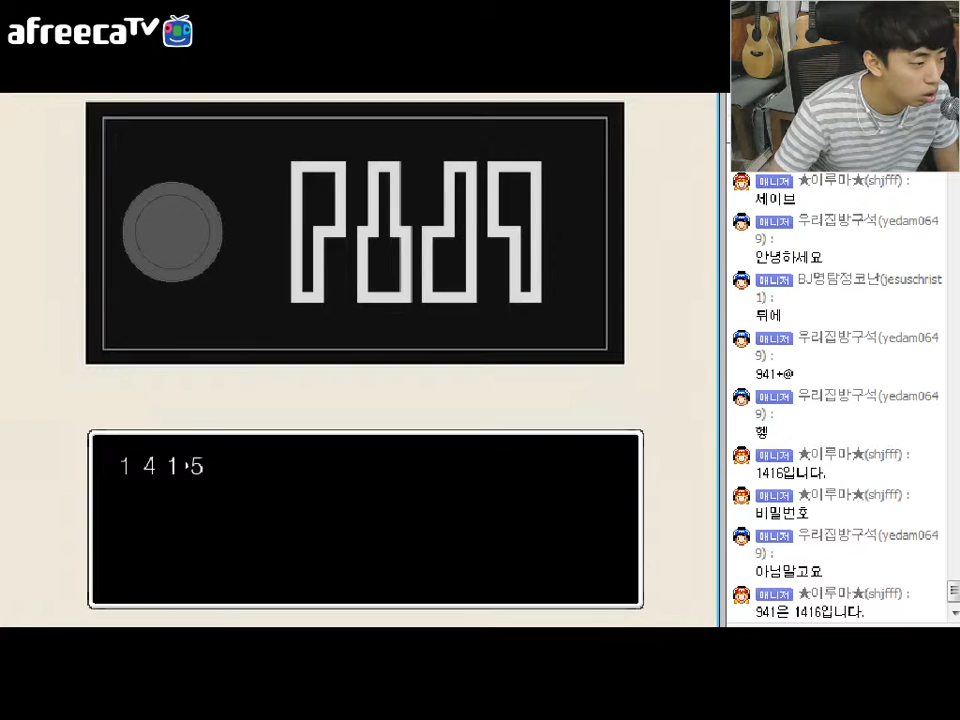 afreecaTV
1 4 1 5
매니저 ★이루마★(shjfff) :
세이브
매니저 우리집방구석(yedam064
9) :
안녕하세요
매니저 BJ명탐정코난(jesuschrist
1) :
뒤에
매니저 우리집방구석(yedam064
9) :
941+@
매니저 우리집방구석(yedam064
9) :
헹
매니저 ★이루마★(shjfff) :
1416입니다.
매니저 ★이루마★(shjfff) :
비밀번호
매니저 우리집방구석(yedam064
9) :
아님말고요
매니저 ★이루마★(shjfff) :
941은 1416입니다.